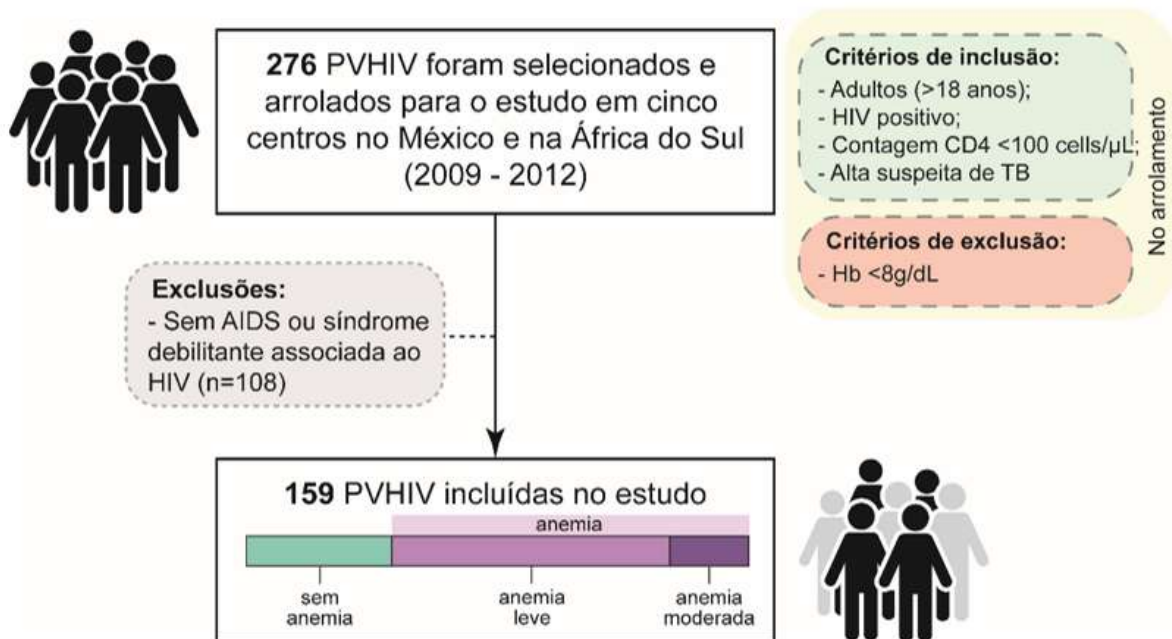 276 PVHIV foram selecionados e
arrolados para o estudo em cinco
centros no México e na África do Sul
(2009 - 2012)
Critérios de inclusão:
- Adultos (>18 anos);
- HIV positivo;
- Contagem CD4 <100 cells/µL;
- Alta suspeita de TB
Critérios de exclusão:
- Hb <8g/dL
No arrolamento
Exclusões:
- Sem AIDS ou síndrome
debilitante associada ao
HIV (n=108)
159 PVHIV incluídas no estudo
anemia
sem
anemia
anemia
leve
anemia
moderada